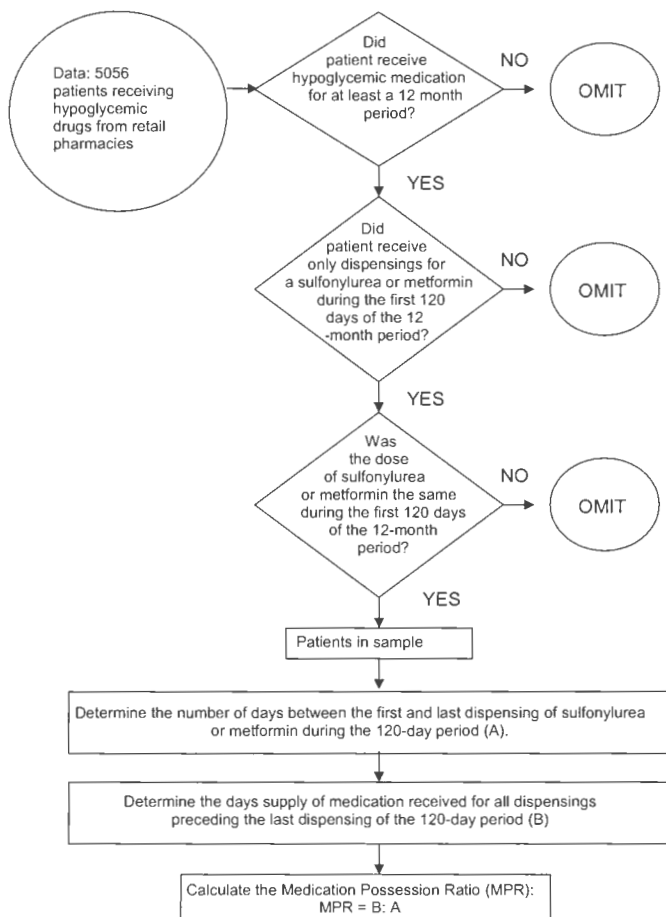 Data: 5056
patients receiving
hypoglycemic
drugs from retail
pharmacies
Did
patient receive
hypoglycemic medication
for at least a 12 month
period?
NO
OMIT
YES
Did
patient receive
only dispensings for
a sulfonylurea or metformin
during the first 120
days of the 12
-month period?
NO
OMIT
YES
Was
the dose
of sulfonylurea
or metformin the same
during the first 120 days
of the 12-month
period?
NO
OMIT
YES
Patients in sample
Determine the number of days between the first and last dispensing of sulfonylurea
or metformin during the 120-day period (A).
Determine the days supply of medication received for all dispensings
preceding the last dispensing of the 120-day period (B)
Calculate the Medication Possession Ratio (MPR):
MPR = B: A